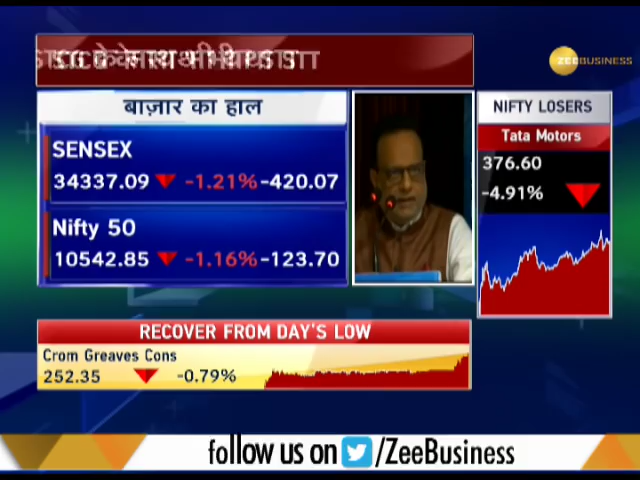 ZEEBUSINESS
बाज़ार का हाल
SENSEX
34337.09 -1.21% -420.07
Nifty 50
10542.85 -1.16% -123.70
NIFTY LOSERS
Tata Motors
376.60
-4.91%
RECOVER FROM DAY'S LOW
Crom Greaves Cons
252.35 -0.79%
follow us on /ZeeBusiness